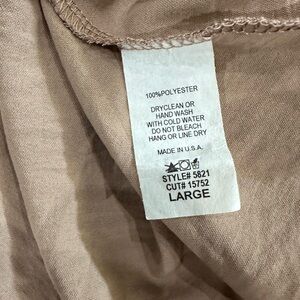 100%POLYESTER
DRYCLEAN OR
HAND WASH
WITH COLD WATER
DO NOT BLEACH
HANG OR LINE DRY
MADE IN U.S.A.
STYLE# 5821
CUT# 15752
LARGE